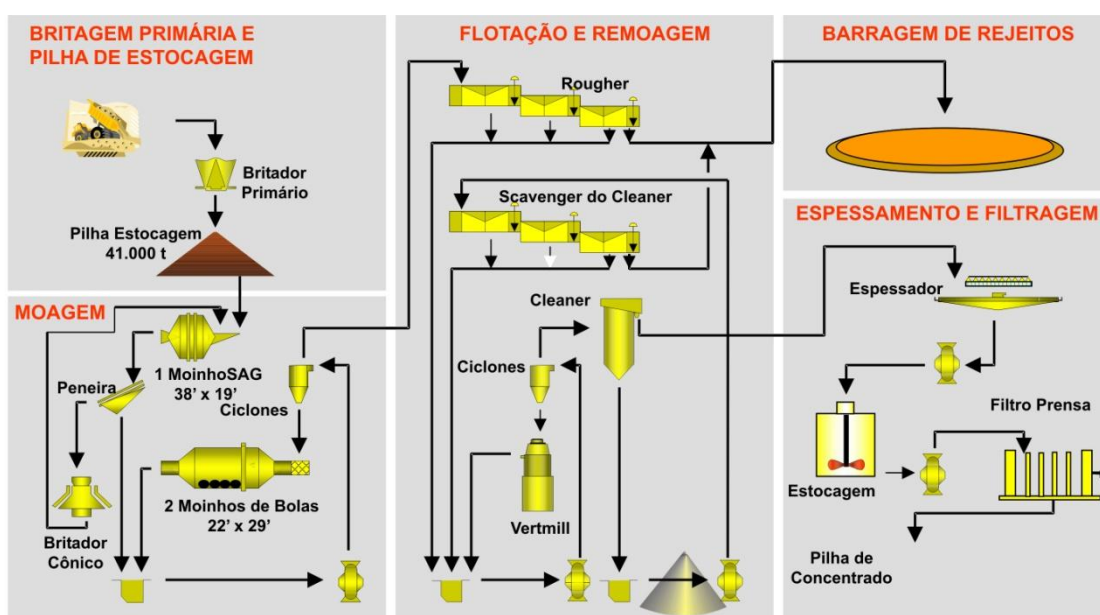 BRITAGEM PRIMÁRIA E
PILHA DE ESTOCAGEM
Britador
Primário
Pilha Estocagem
41.000 t
MOAGEM
1 MoinhoSAG
38’ x 19’
Peneira
Ciclones
2 Moinhos de Bolas
22’ x 29’
Britador
Cônico
FLOTAÇÃO E REMOAGEM
Rougher
Scavenger do Cleaner
Cleaner
Ciclones
Vertmill
BARRAGEM DE REJEITOS
ESPESSAMENTO E FILTRAGEM
Espessador
Filtro Prensa
Estocagem
Pilha de
Concentrado